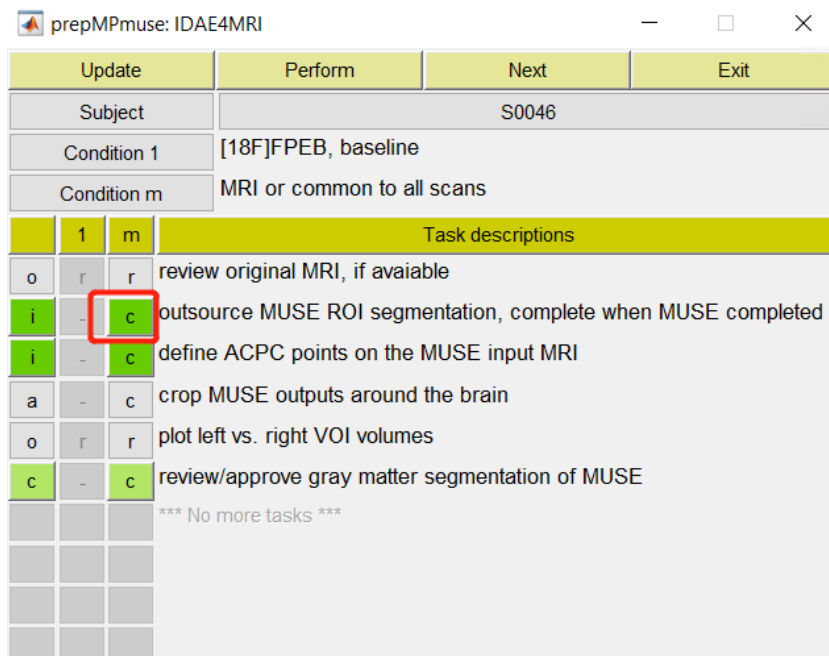 prepMPmuse: IDAE4MRI
Update Perform Next Exit
Subject S0046
Condition 1 [18F]FPEB, baseline
Condition m MRI or common to all scans
1 m Task descriptions
o r r review original MRI, if avaiable
i - c outsource MUSE ROI segmentation, complete when MUSE completed
i - c define ACPC points on the MUSE input MRI
a - c crop MUSE outputs around the brain
o r r plot left vs. right VOI volumes
c - c review/approve gray matter segmentation of MUSE
*** No more tasks ***